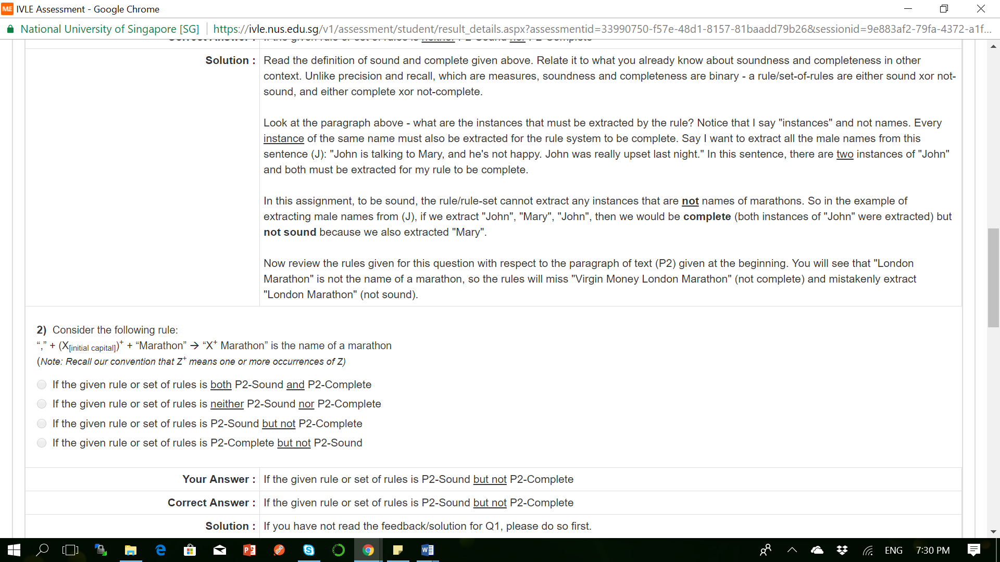 IVLE Assessment - Google Chrome
National University of Singapore [SG] https://ivle.nus.edu.sg/v1/assessment/student/result_details.aspx?assessmentid=33990750-f57e-48d1-8157-81baadd79b26&sessionid=9e883af2-79fa-4372-a1f...
Correct Answer : If the given rule or set of rules is neither P2-Sound nor P2-Complete
Solution : Read the definition of sound and complete given above. Relate it to what you already know about soundness and completeness in other
context. Unlike precision and recall, which are measures, soundness and completeness are binary - a rule/set-of-rules are either sound xor not-
sound, and either complete xor not-complete.
Look at the paragraph above - what are the instances that must be extracted by the rule? Notice that I say "instances" and not names. Every
instance of the same name must also be extracted for the rule system to be complete. Say I want to extract all the male names from this
sentence (J): "John is talking to Mary, and he's not happy. John was really upset last night." In this sentence, there are two instances of "John"
and both must be extracted for my rule to be complete.
In this assignment, to be sound, the rule/rule-set cannot extract any instances that are not names of marathons. So in the example of
extracting male names from (J), if we extract "John", "Mary", "John", then we would be complete (both instances of "John" were extracted) but
not sound because we also extracted "Mary".
Now review the rules given for this question with respect to the paragraph of text (P2) given at the beginning. You will see that "London
Marathon" is not the name of a marathon, so the rules will miss "Virgin Money London Marathon" (not complete) and mistakenly extract
"London Marathon" (not sound).
2) Consider the following rule:
“,” + (X[initial capital])+ + “Marathon” → “X+ Marathon” is the name of a marathon
(Note: Recall our convention that Z+ means one or more occurrences of Z)
If the given rule or set of rules is both P2-Sound and P2-Complete
If the given rule or set of rules is neither P2-Sound nor P2-Complete
If the given rule or set of rules is P2-Sound but not P2-Complete
If the given rule or set of rules is P2-Complete but not P2-Sound
Your Answer : If the given rule or set of rules is P2-Sound but not P2-Complete
Correct Answer : If the given rule or set of rules is P2-Sound but not P2-Complete
Solution : If you have not read the feedback/solution for Q1, please do so first.
ENG 7:30 PM